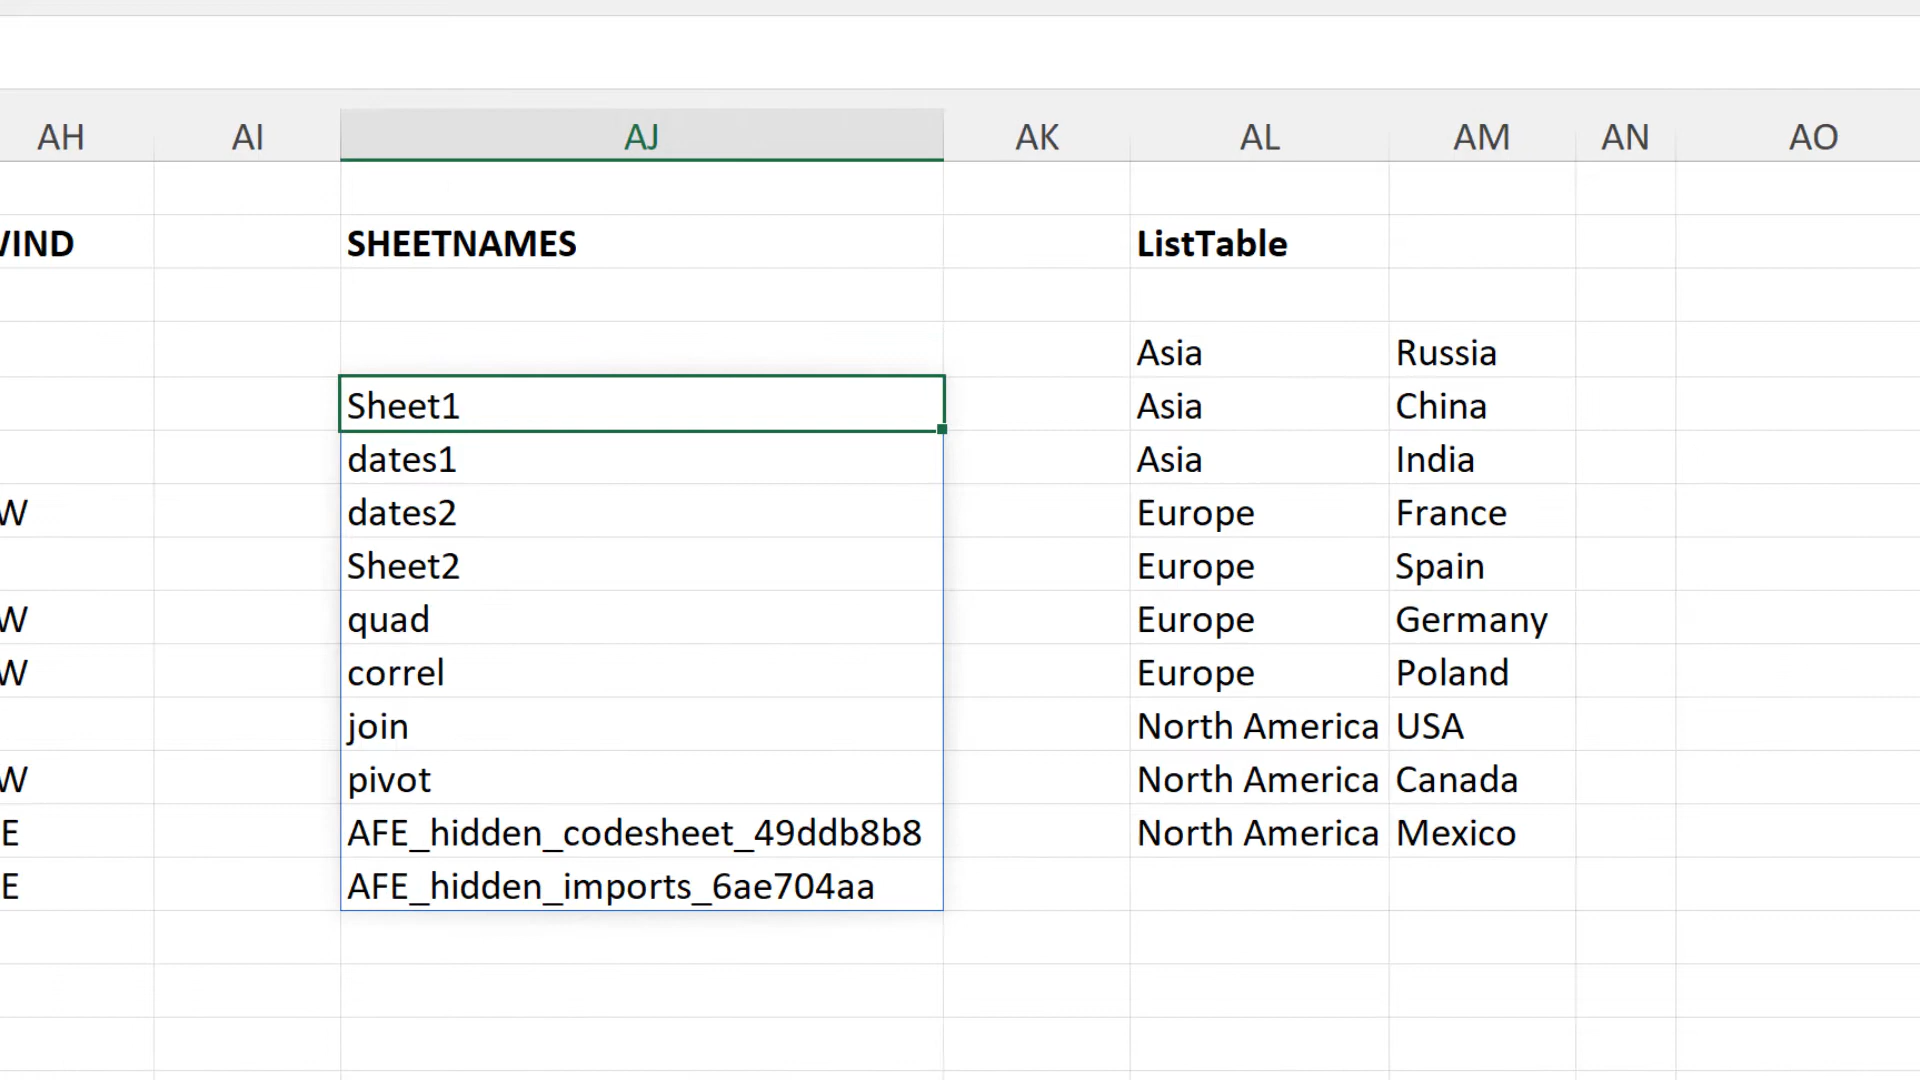 AH AI AJ AK AL AM AN AO
SHEETNAMES ListTable
Asia Russia
Sheet1 Asia China
dates1 Asia India
W dates2 Europe France
Sheet2 Europe Spain
W quad Europe Germany
W correl Europe Poland
join North America USA
W pivot North America Canada
E AFE_hidden_codesheet_49ddb8b8 North America Mexico
E AFE_hidden_imports_6ae704aa